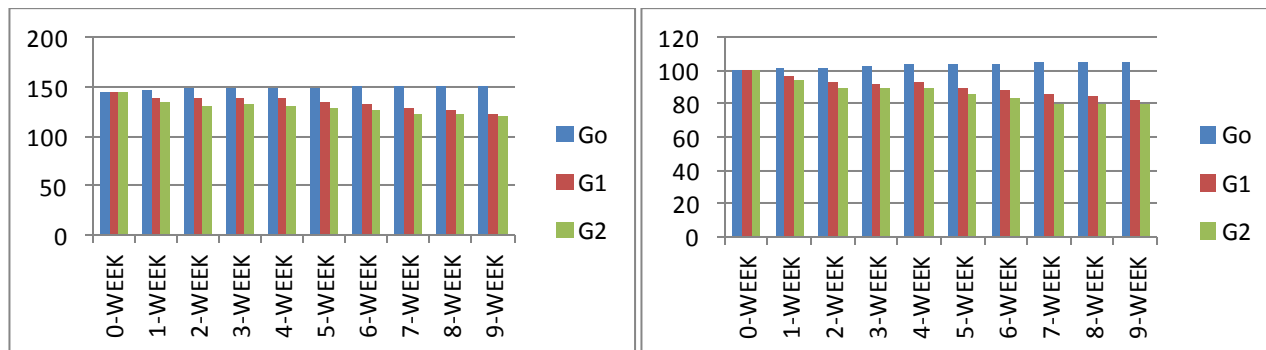 200
150
100
50
0
0-WEEK
1-WEEK
2-WEEK
3-WEEK
4-WEEK
5-WEEK
6-WEEK
7-WEEK
8-WEEK
9-WEEK
Go
G1
G2
120
100
80
60
40
20
0
0-WEEK
1-WEEK
2-WEEK
3-WEEK
4-WEEK
5-WEEK
6-WEEK
7-WEEK
8-WEEK
9-WEEK
Go
G1
G2